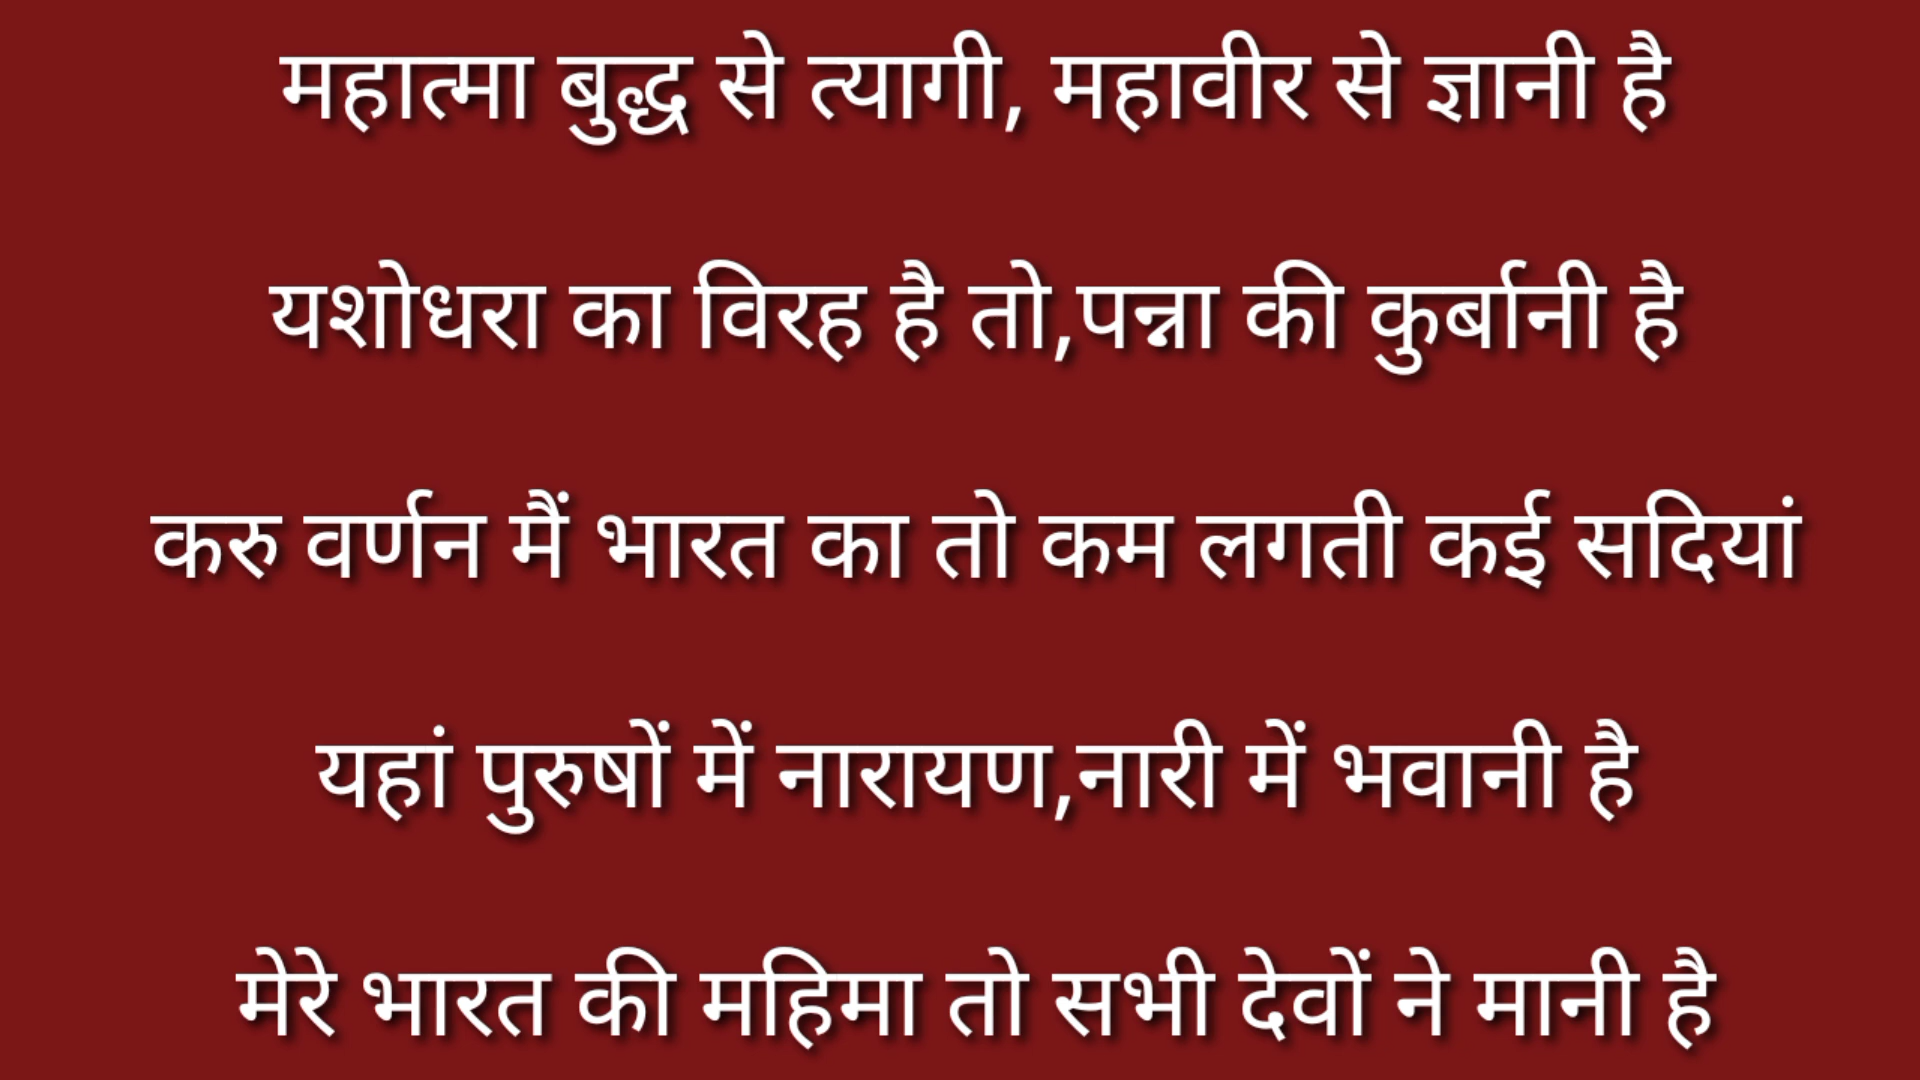 महात्मा बुद्ध से त्यागी, महावीर से ज्ञानी है
यशोधरा का विरह है तो,पन्ना की कुर्बानी है
करु वर्णन मैं भारत का तो कम लगती कई सदियां
यहां पुरुषों में नारायण,नारी में भवानी है
मेरे भारत की महिमा तो सभी देवों ने मानी है